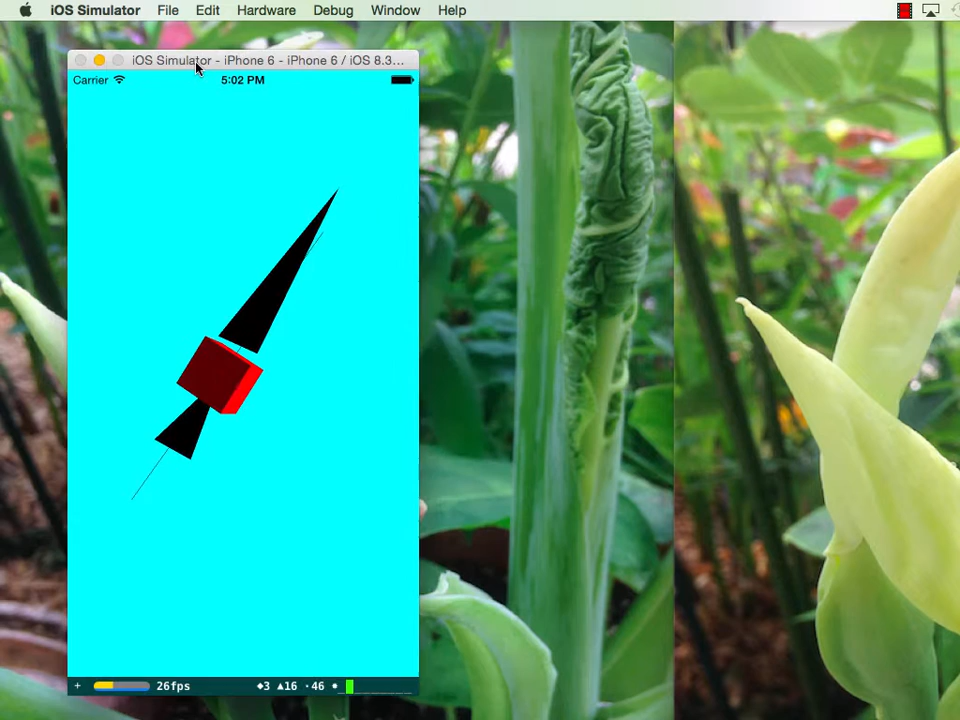 iOS Simulator File Edit Hardware Debug Window Help
iOS Simulator - iPhone 6 - iPhone 6 / iOS 8.3...
Carrier 5:02 PM
+ 26fps ◆3 ▲16 ·46